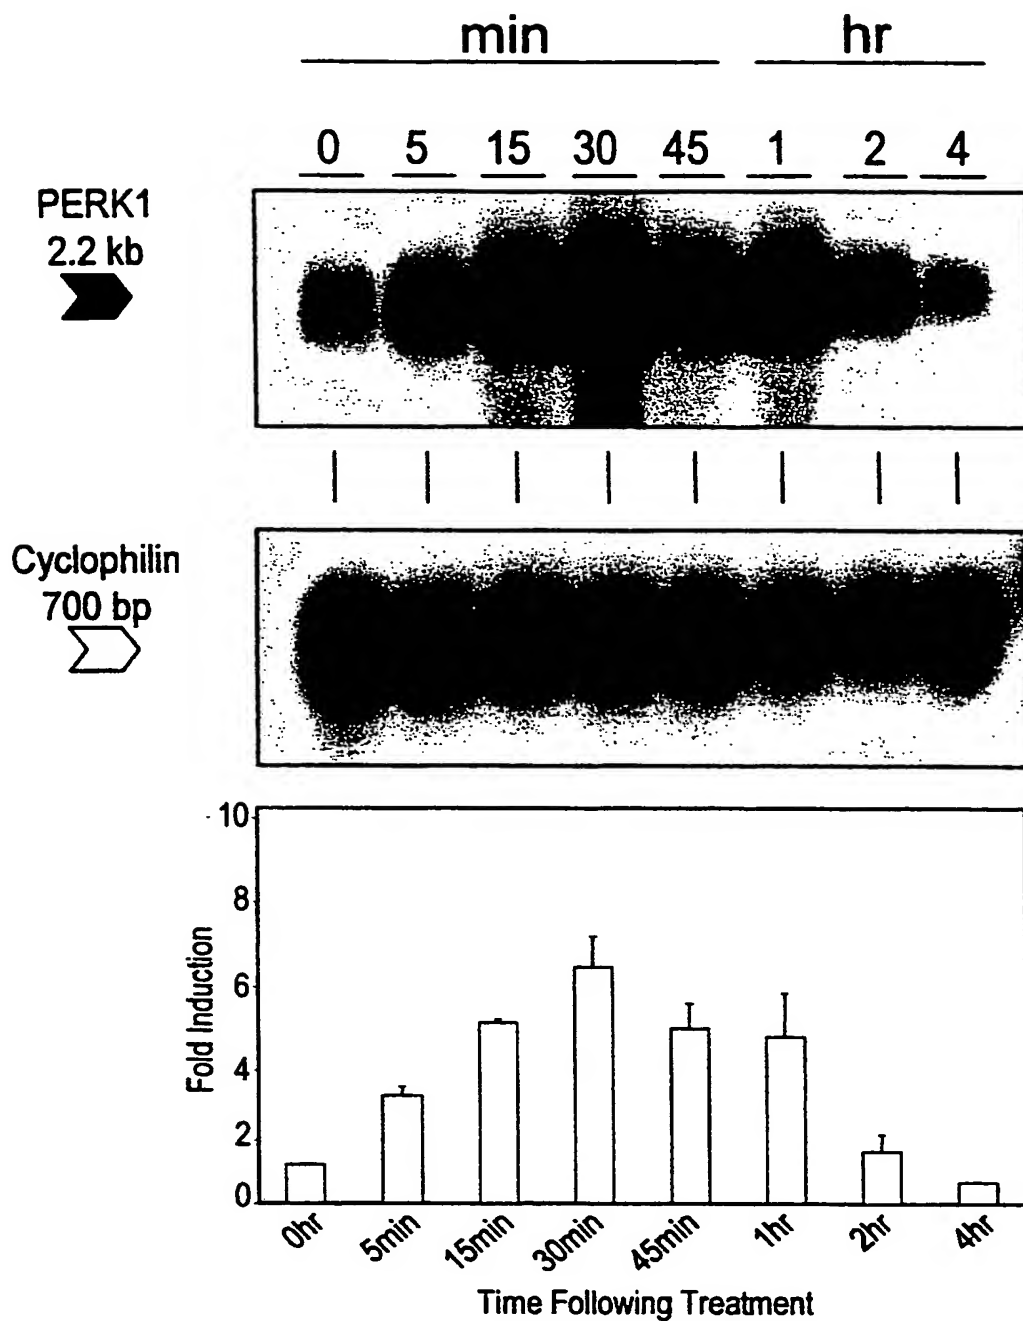 min hr
0 5 15 30 45 1 2 4
PERK1
2.2 kb
Cyclophilin
700 bp
10
8
6
4
2
0
Fold Induction
0hr 5min 15min 30min 45min 1hr 2hr 4hr
Time Following Treatment